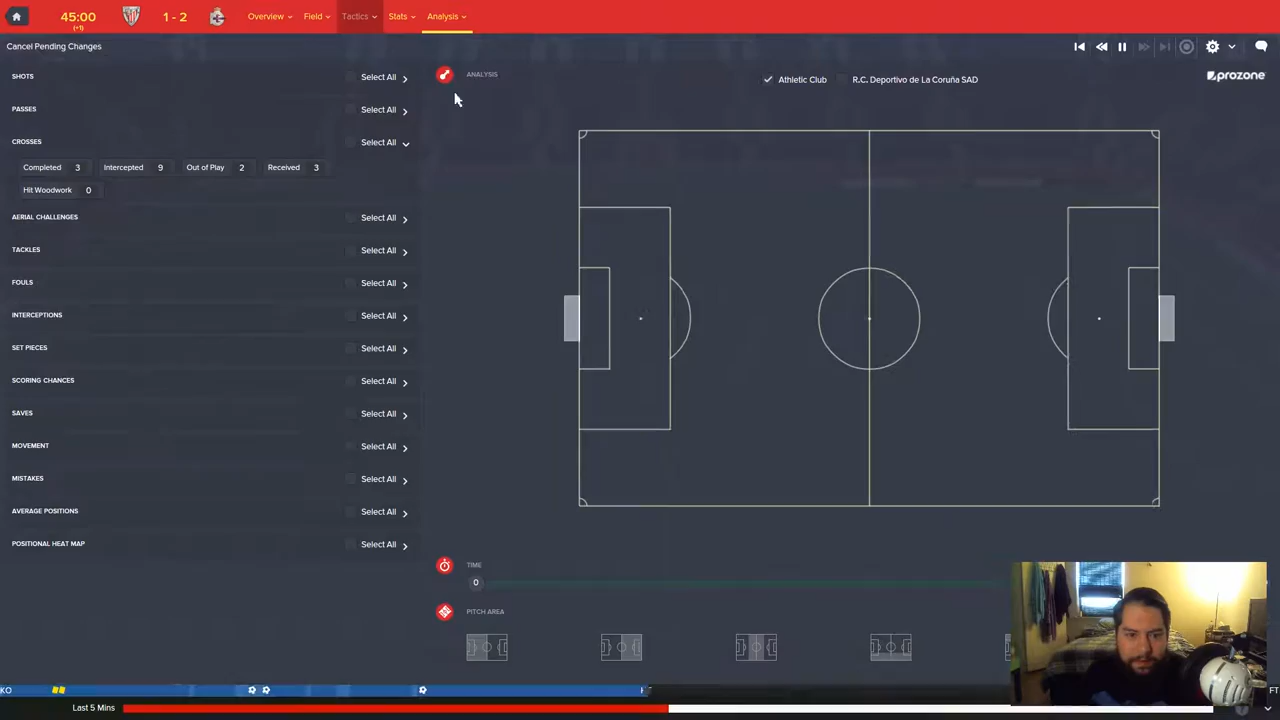 45:00
(+1)
1 - 2
Overview
Field
Tactics
Stats
Analysis
Cancel Pending Changes
SHOTS
Select All
PASSES
Select All
CROSSES
Select All
Completed 3
Intercepted 9
Out of Play 2
Received 3
Hit Woodwork 0
AERIAL CHALLENGES
Select All
TACKLES
Select All
FOULS
Select All
INTERCEPTIONS
Select All
SET PIECES
Select All
SCORING CHANCES
Select All
SAVES
Select All
MOVEMENT
Select All
MISTAKES
Select All
AVERAGE POSITIONS
Select All
POSITIONAL HEAT MAP
Select All
ANALYSIS
Athletic Club
R.C. Deportivo de La Coruña SAD
prozone
TIME
0
PITCH AREA
KO
FT
Last 5 Mins